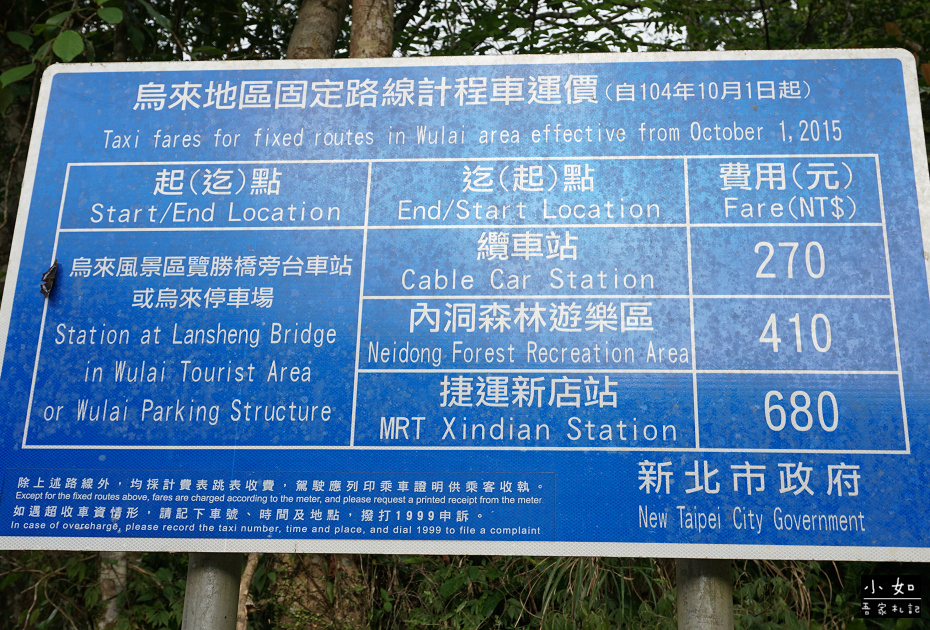 烏來地區固定路線計程車運價(自104年10月1日起)
Taxi fares for fixed routes in Wulai area effective from October 1,2015
起(迄)點
Start/End Location
迄(起)點
End/Start Location
費用(元)
Fare(NT$)
烏來風景區覽勝橋旁台車站
或烏來停車場
Station at Lansheng Bridge
in Wulai Tourist Area
or Wulai Parking Structure
纜車站
Cable Car Station
270
內洞森林遊樂區
Neidong Forest Recreation Area
410
捷運新店站
MRT Xindian Station
680
除上述路線外，均採計費表跳表收費，駕駛應列印乘車證明供乘客收執。
Except for the fixed routes above, fares are charged according to the meter, and please request a printed receipt from the meter
如遇超收車資情形，請記下車號、時間及地點，撥打1999申訴。
In case of overcharge, please record the taxi number, time and place, and dial 1999 to file a complaint
新北市政府
New Taipei City Government
小如
吾家札記